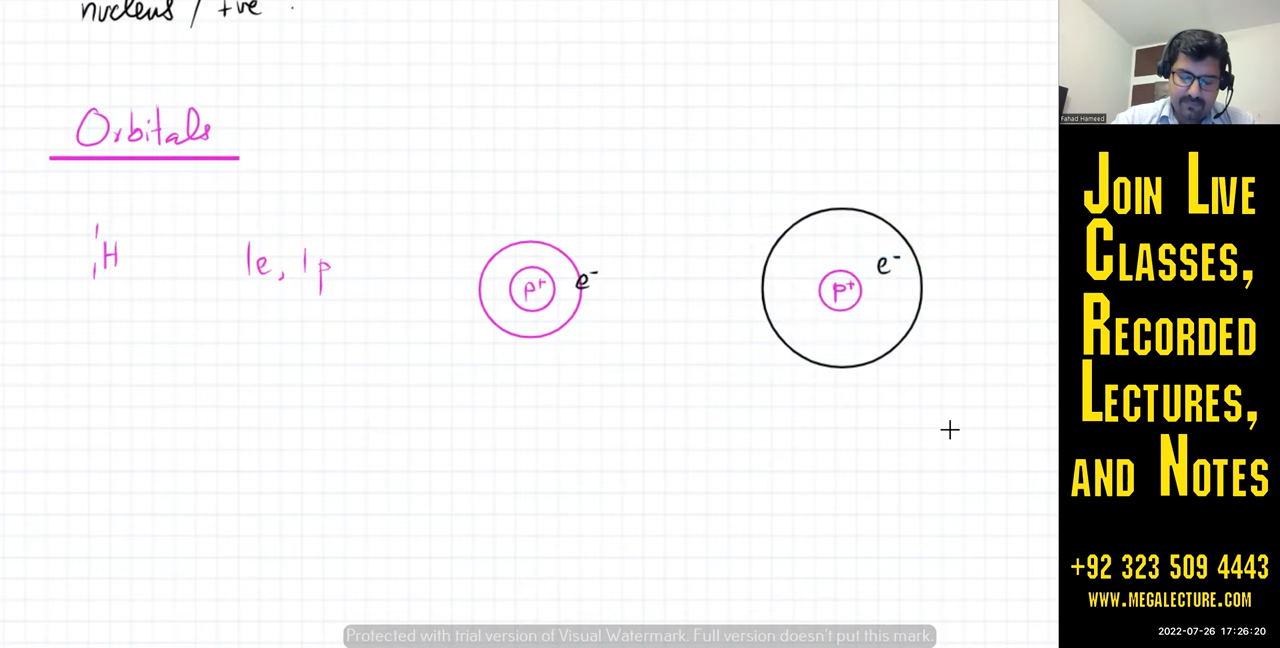 nucleus / +ve
Orbitals
1
1H
1e, 1p
p+
e-
p+
e-
Fahad Hameed
JOIN LIVE
CLASSES,
RECORDED
LECTURES,
AND NOTES
+92 323 509 4443
WWW.MEGALECTURE.COM
2022-07-26 17:26:20
Protected with trial version of Visual Watermark. Full version doesn't put this mark.